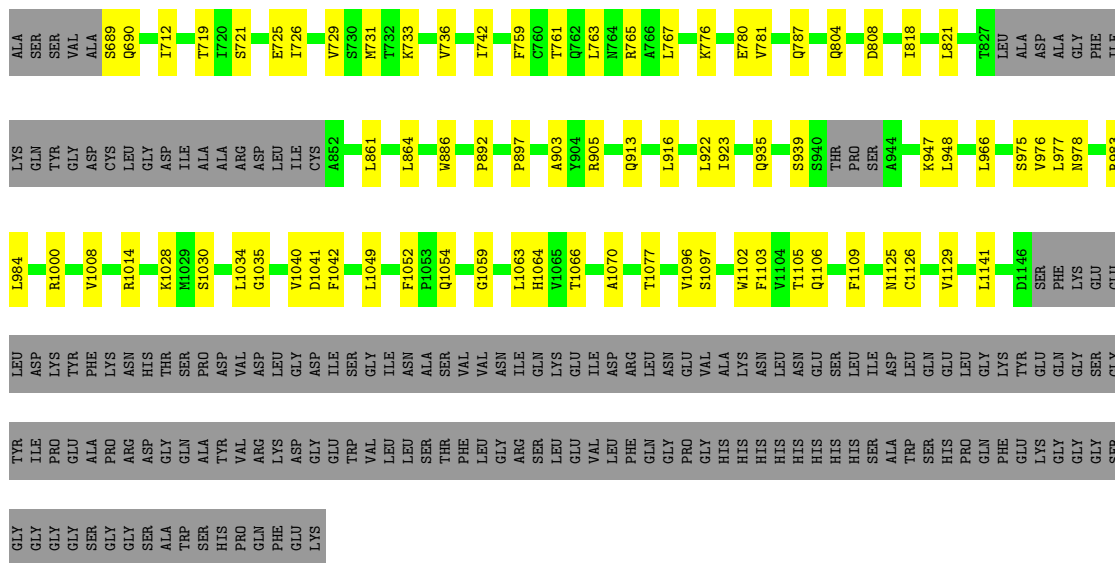 ALA SER SER VAL ALA S689 Q690 I712 T719 I720 S721 E725 I726 V729 S730 M731 T732 K733 V736 I742 F759 C760 T761 Q762 L763 N764 R765 A766 L767 K776 E780 V781 Q787 Q804 D808 I818 L821 T827 LEU ALA ASP ALA GLY PHE ILE
LYS GLN TYR GLY ASP CYS LEU GLY ASP ILE ALA ALA ARG ASP LEU ILE CYS A852 L861 L864 W886 P892 P897 A903 Y904 R905 Q913 L916 L922 I923 Q935 S939 S940 THR PRO SER A944 K947 L948 L966 S975 V976 L977 N978 R983
L984 R1000 V1008 R1014 K1028 M1029 S1030 L1034 G1035 V1040 D1041 F1042 L1049 F1052 P1053 Q1054 G1059 L1063 H1064 V1065 T1066 A1070 T1077 V1096 S1097 W1102 F1103 V1104 T1105 Q1106 F1109 N1125 C1126 V1129 L1141 D1146 SER PHE LYS GLU GLU
LEU ASP LYS TYR PHE LYS ASN HIS THR SER PRO ASP VAL ASP LEU GLY ASP ILE SER GLY ILE ASN ALA SER VAL VAL ASN ILE GLN LYS GLU ILE ASP ARG LEU ASN GLU VAL ALA LYS ASN LEU ASN GLU SER LEU ILE ASP LEU GLN GLU LEU GLY LYS TYR GLU GLN GLY SER GLY
TYR ILE PRO GLU ALA PRO ARG ASP GLY GLN ALA TYR VAL ARG LYS ASP GLY GLU TRP VAL LEU LEU SER THR PHE LEU GLY ARG SER LEU GLU VAL LEU PHE GLN GLY PRO GLY HIS HIS HIS HIS HIS HIS HIS HIS SER ALA TRP SER HIS PRO GLN PHE GLU LYS GLY GLY GLY SER
GLY GLY GLY GLY SER GLY GLY SER ALA TRP SER HIS PRO GLN PHE GLU LYS